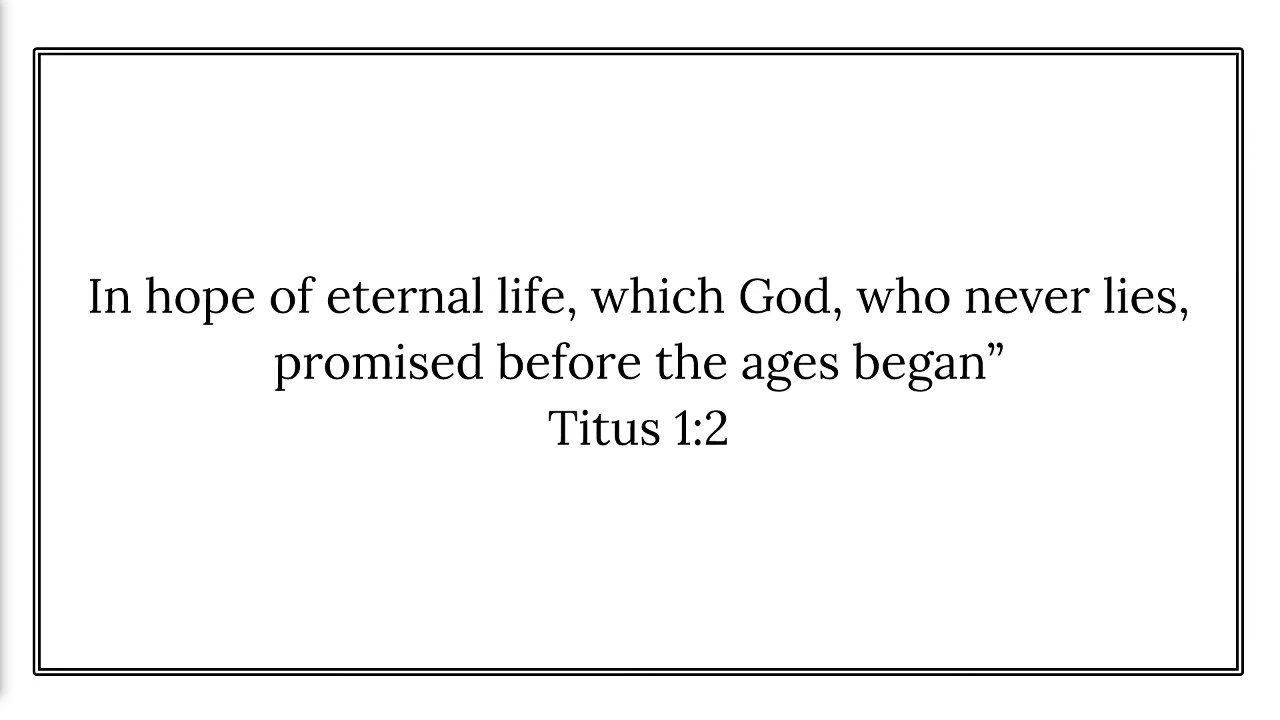 In hope of eternal life, which God, who never lies,
promised before the ages began”
Titus 1:2